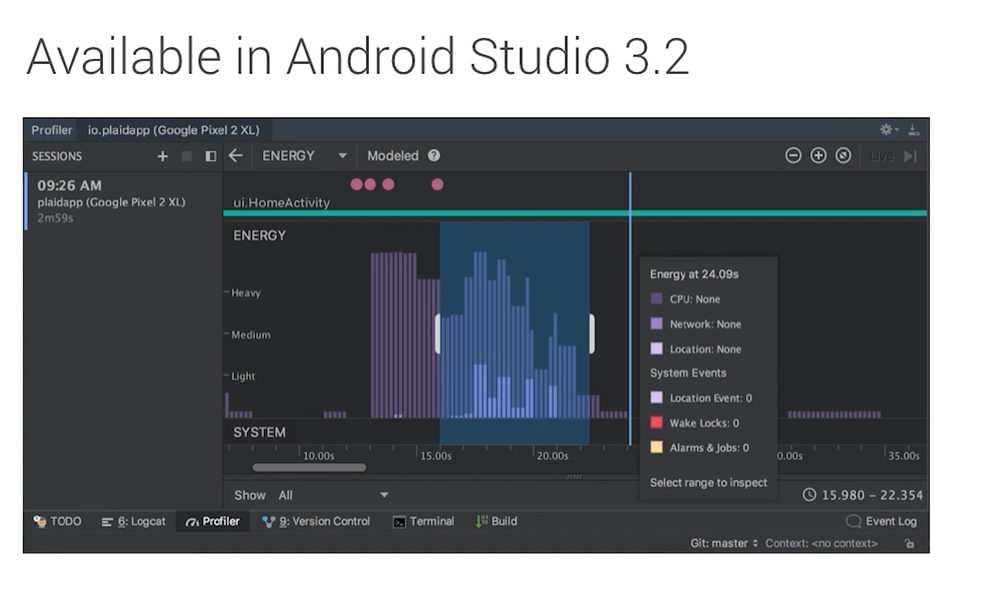 Available in Android Studio 3.2
Profiler io.plaidapp (Google Pixel 2 XL)
SESSIONS ENERGY Modeled Live
09:26 AM
plaidapp (Google Pixel 2 XL)
2m59s
ui.HomeActivity
ENERGY
Heavy
Medium
Light
SYSTEM
10.00s 15.00s 20.00s 0.00s 35.00s
Energy at 24.09s
CPU: None
Network: None
Location: None
System Events
Location Event: 0
Wake Locks: 0
Alarms & Jobs: 0
Select range to inspect
Show All 15.980 – 22.354
TODO 6: Logcat Profiler 9: Version Control Terminal Build Event Log
Git: master Context: <no context>